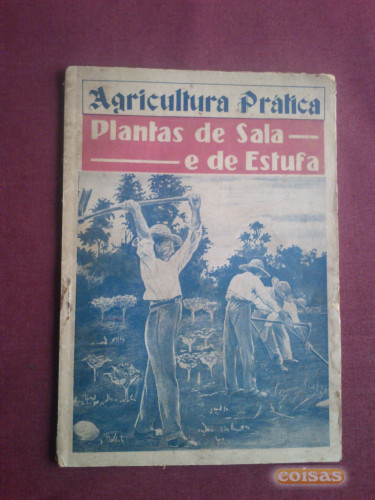 Agricultura Prática
Plantas de Sala —
— e de Estufa
coisas